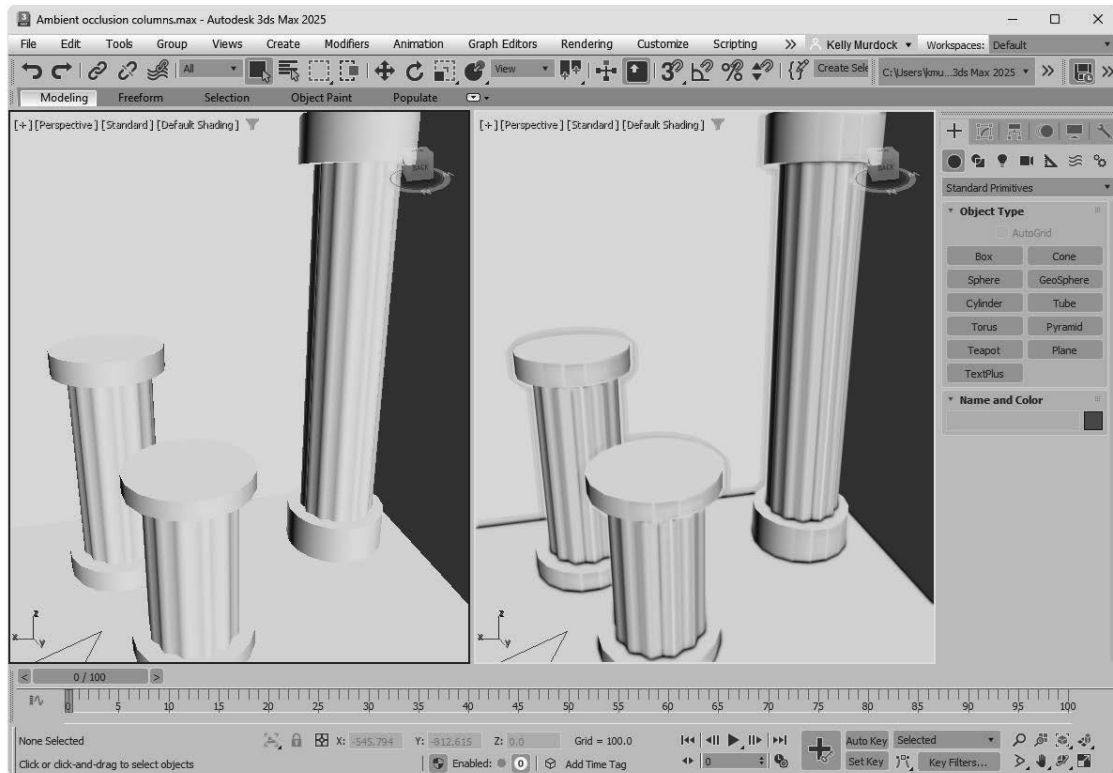 Ambient occlusion columns.max - Autodesk 3ds Max 2025
File Edit Tools Group Views Create Modifiers Animation Graph Editors Rendering Customize Scripting Kelly Murdock Workspaces: Default
All View Create Sele C:\Users\kmu...3ds Max 2025
Modeling Freeform Selection Object Paint Populate
[+] [Perspective] [Standard] [Default Shading]
BACK
z
x
y
[+] [Perspective] [Standard] [Default Shading]
BACK
z
x
y
Standard Primitives
Object Type
AutoGrid
Box Cone
Sphere GeoSphere
Cylinder Tube
Torus Pyramid
Teapot Plane
TextPlus
Name and Color
< 0 / 100 >
0 5 10 15 20 25 30 35 40 45 50 55 60 65 70 75 80 85 90 95 100
None Selected X: -545.794 Y: -812.615 Z: 0.0 Grid = 100.0 Auto Key Selected
Click or click-and-drag to select objects Enabled: 0 Add Time Tag 0 Set Key Key Filters...